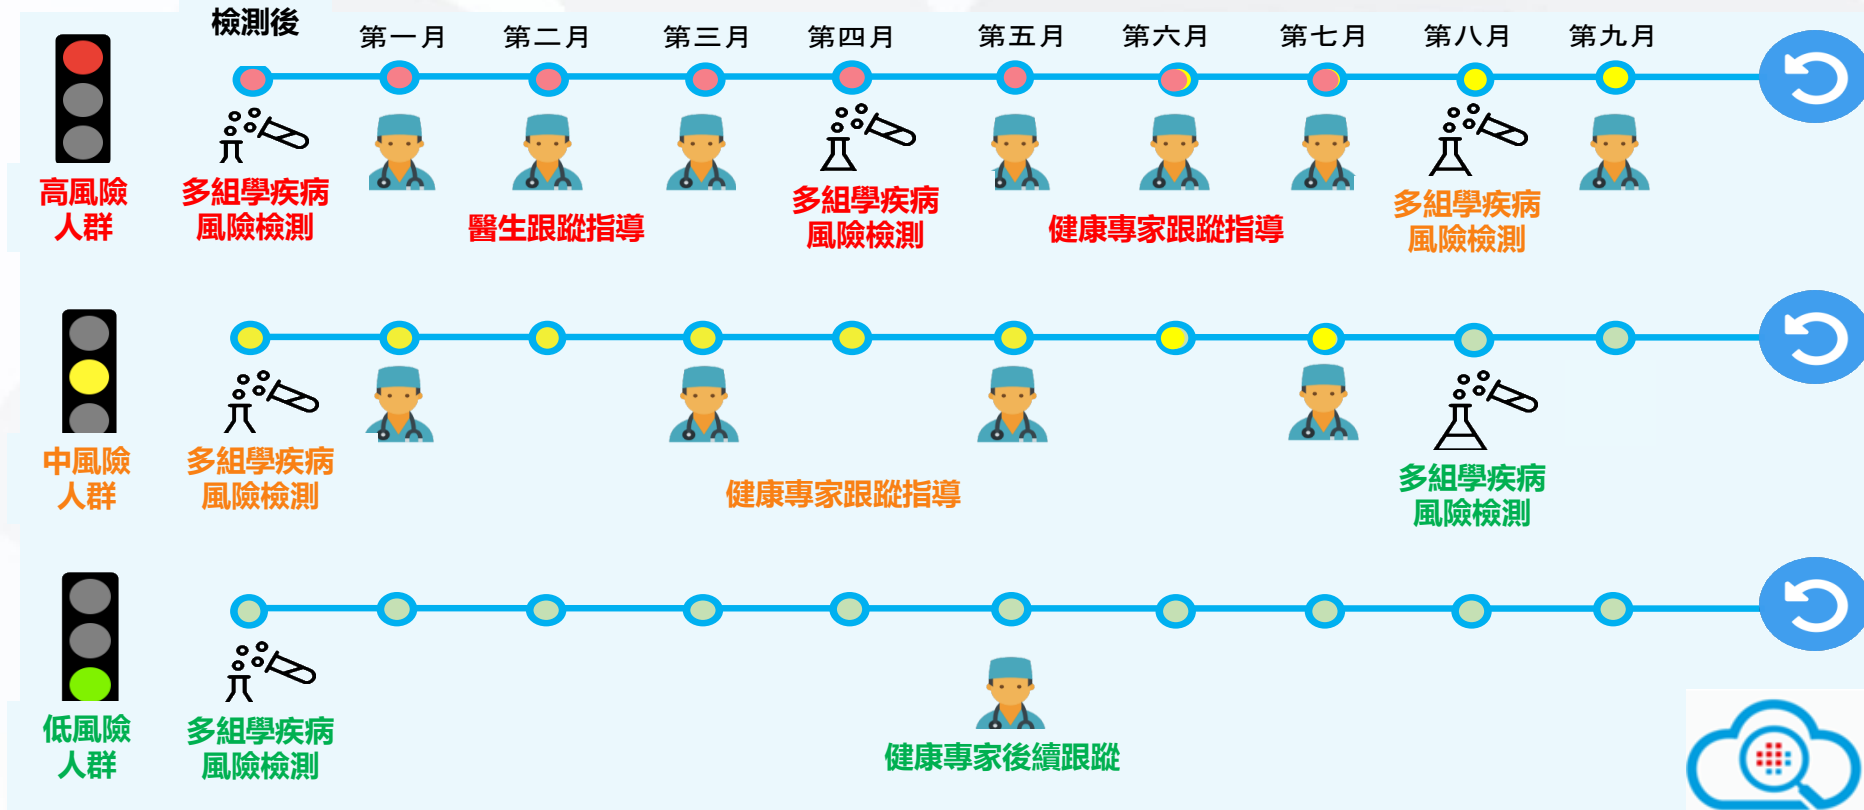 檢測後
第一月 第二月 第三月 第四月 第五月 第六月 第七月 第八月 第九月
高風險
人群
多組學疾病
風險檢測
醫生跟蹤指導
多組學疾病
風險檢測
健康專家跟蹤指導
多組學疾病
風險檢測
中風險
人群
多組學疾病
風險檢測
健康專家跟蹤指導
多組學疾病
風險檢測
低風險
人群
多組學疾病
風險檢測
健康專家後續跟蹤